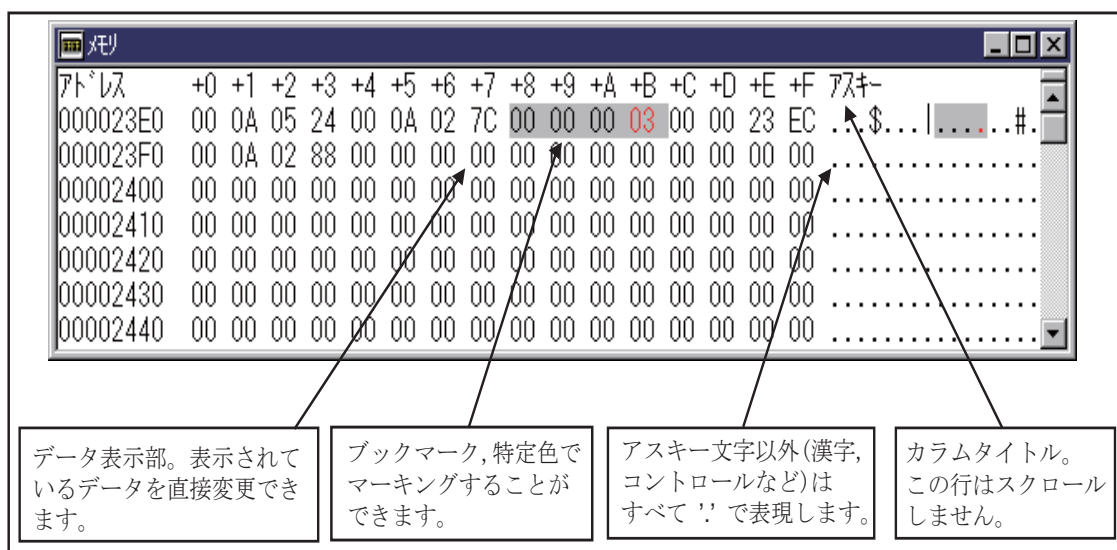 メモリ
アドレス +0 +1 +2 +3 +4 +5 +6 +7 +8 +9 +A +B +C +D +E +F アスキー
000023E0 00 0A 05 24 00 0A 02 7C 00 00 00 03 00 00 23 EC ...$...|......#.
000023F0 00 0A 02 88 00 00 00 00 00 00 00 00 00 00 00 00 ................
00002400 00 00 00 00 00 00 00 00 00 00 00 00 00 00 00 00 ................
00002410 00 00 00 00 00 00 00 00 00 00 00 00 00 00 00 00 ................
00002420 00 00 00 00 00 00 00 00 00 00 00 00 00 00 00 00 ................
00002430 00 00 00 00 00 00 00 00 00 00 00 00 00 00 00 00 ................
00002440 00 00 00 00 00 00 00 00 00 00 00 00 00 00 00 00 ................
データ表示部。表示されて
いるデータを直接変更でき
ます。
ブックマーク,特定色で
マーキングすることが
できます。
アスキー文字以外(漢字,
コントロールなど)は
すべて '.' で表現します。
カラムタイトル。
この行はスクロール
しません。